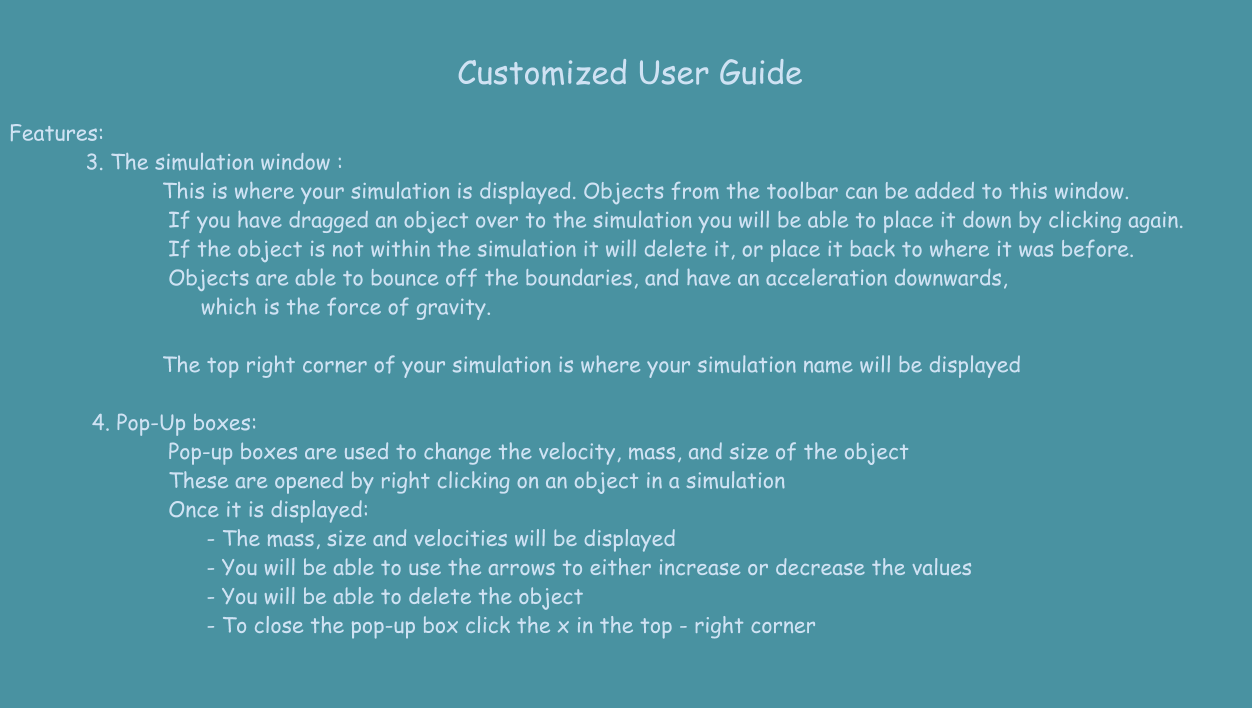 Customized User Guide
Features:
3. The simulation window :
This is where your simulation is displayed. Objects from the toolbar can be added to this window.
If you have dragged an object over to the simulation you will be able to place it down by clicking again.
If the object is not within the simulation it will delete it, or place it back to where it was before.
Objects are able to bounce off the boundaries, and have an acceleration downwards,
which is the force of gravity.
The top right corner of your simulation is where your simulation name will be displayed
4. Pop-Up boxes:
Pop-up boxes are used to change the velocity, mass, and size of the object
These are opened by right clicking on an object in a simulation
Once it is displayed:
- The mass, size and velocities will be displayed
- You will be able to use the arrows to either increase or decrease the values
- You will be able to delete the object
- To close the pop-up box click the x in the top - right corner